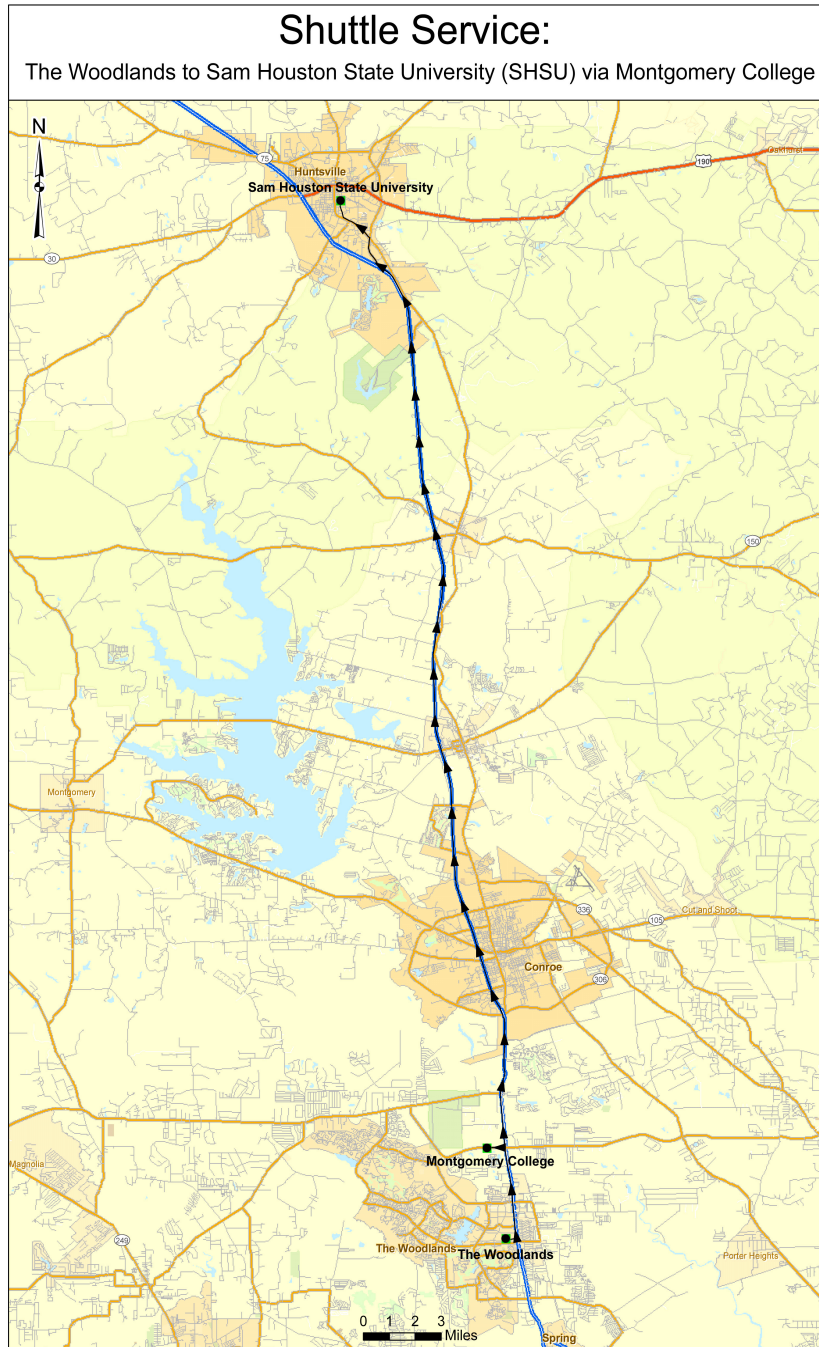 Shuttle Service:
The Woodlands to Sam Houston State University (SHSU) via Montgomery College
N
75
Huntsville
Sam Houston State University
190
Oakhurst
30
150
Montgomery
336
Cut and Shoot
105
Conroe
306
Montgomery College
Magnolia
249
The Woodlands
The Woodlands
Porter Heights
0 1 2 3
Miles
Spring